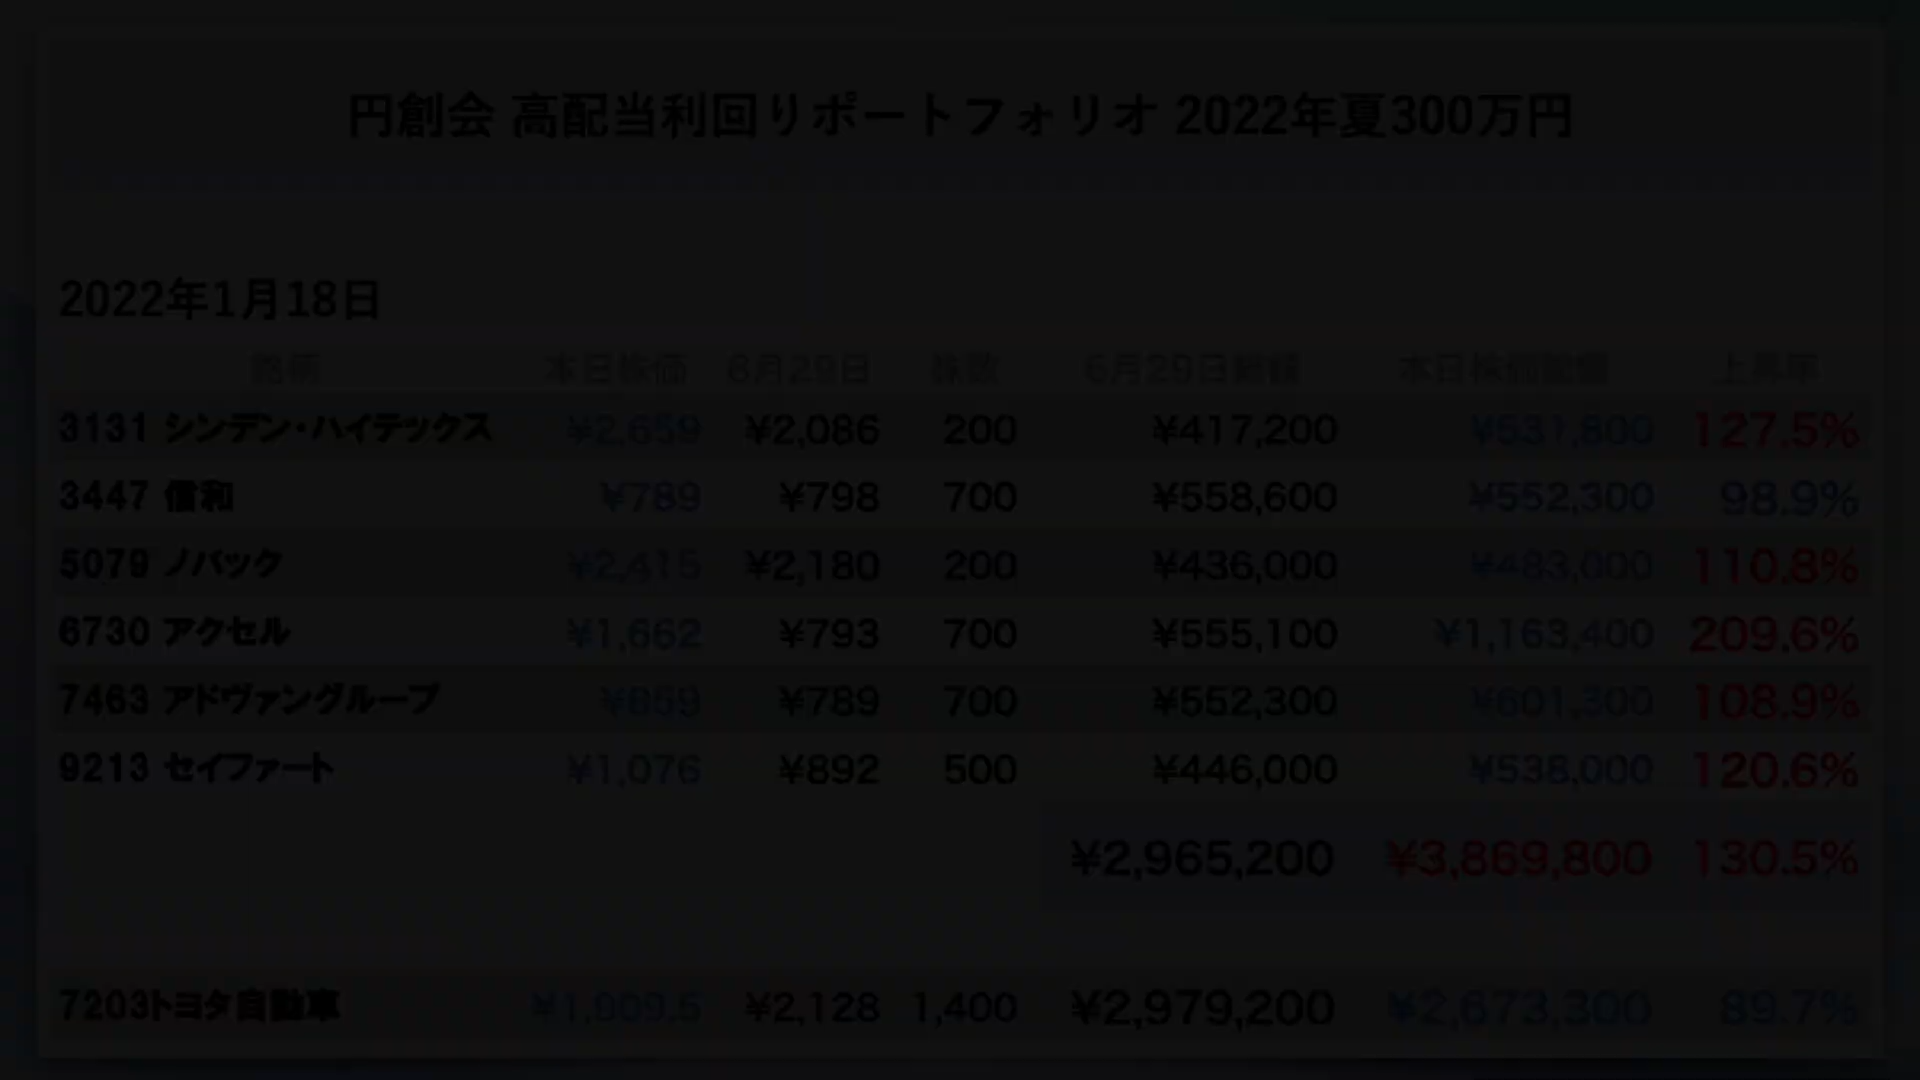 円創会 高配当利回りポートフォリオ 2022年夏300万円
2022年1月18日
銘柄 本日株価 6月29日 株数 6月29日総額 本日株価総額 上昇率
3131 シンデン・ハイテックス ¥2,659 ¥2,086 200 ¥417,200 ¥531,800 127.5%
3447 信和 ¥789 ¥798 700 ¥558,600 ¥552,300 98.9%
5079 ノバック ¥2,415 ¥2,180 200 ¥436,000 ¥483,000 110.8%
6730 アクセル ¥1,662 ¥793 700 ¥555,100 ¥1,163,400 209.6%
7463 アドヴァングループ ¥859 ¥789 700 ¥552,300 ¥601,300 108.9%
9213 セイファート ¥1,076 ¥892 500 ¥446,000 ¥538,000 120.6%
¥2,965,200 ¥3,869,800 130.5%
7203トヨタ自動車 ¥1,909.5 ¥2,128 1,400 ¥2,979,200 ¥2,673,300 89.7%